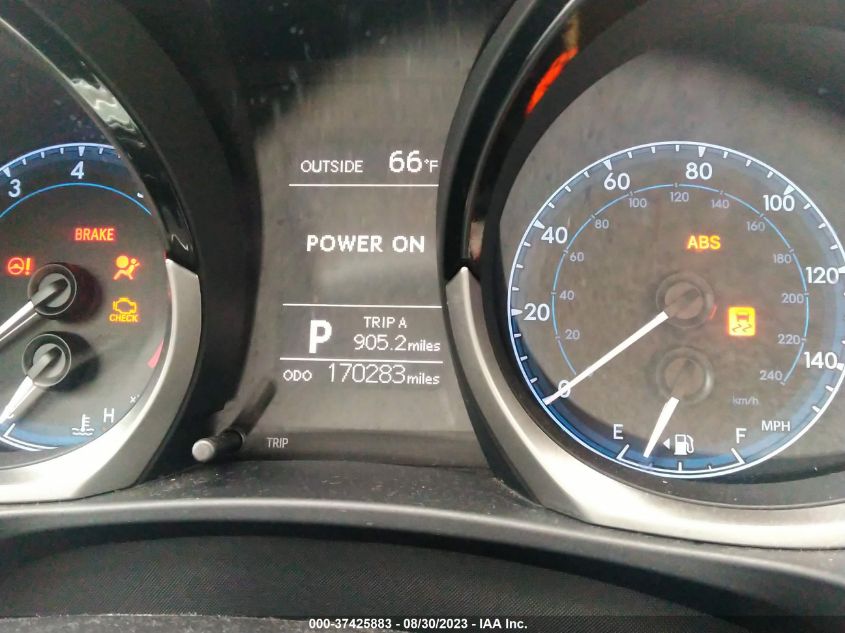 3 4
BRAKE
!
CHECK
H
OUTSIDE 66°F
POWER ON
P TRIP A
905.2 miles
ODO 170283 miles
TRIP
0 20 40 60 80 100 120 140
20 40 60 80 100 120 140 160 180 200 220 240
ABS
km/h
MPH
E F
000-37425883 - 08/30/2023 - IAA Inc.